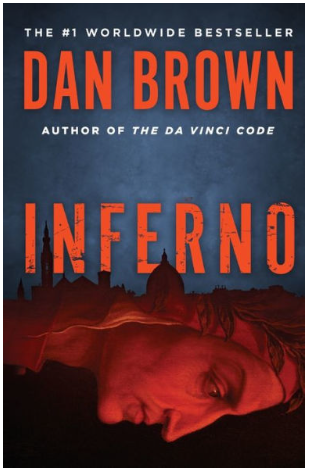 THE #1 WORLDWIDE BESTSELLER
DAN BROWN
AUTHOR OF THE DA VINCI CODE
INFERNO